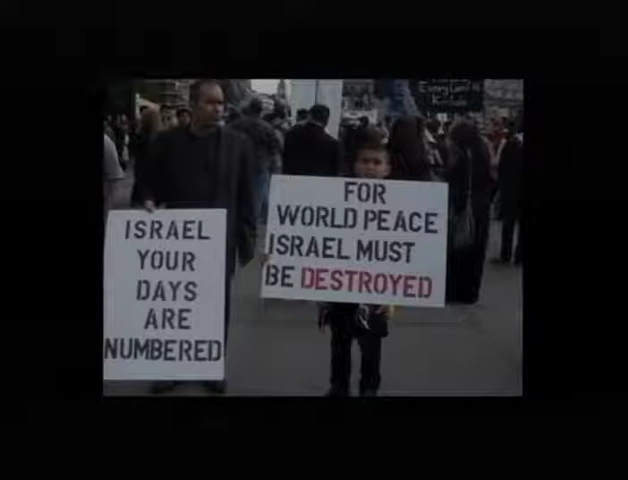 ISRAEL
YOUR
DAYS
ARE
NUMBERED
FOR
WORLD PEACE
ISRAEL MUST
BE DESTROYED